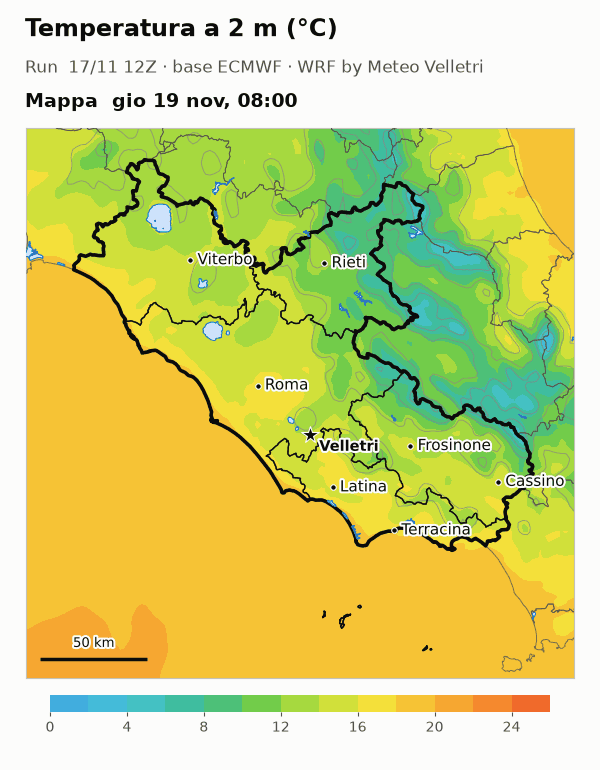 Temperatura a 2 m (°C)
Run  17/11 12Z · base ECMWF · WRF by Meteo Velletri
Mappa  gio 19 nov, 08:00
Viterbo
Rieti
Roma
Velletri
Frosinone
Cassino
Latina
Terracina
50 km
0 4 8 12 16 20 24